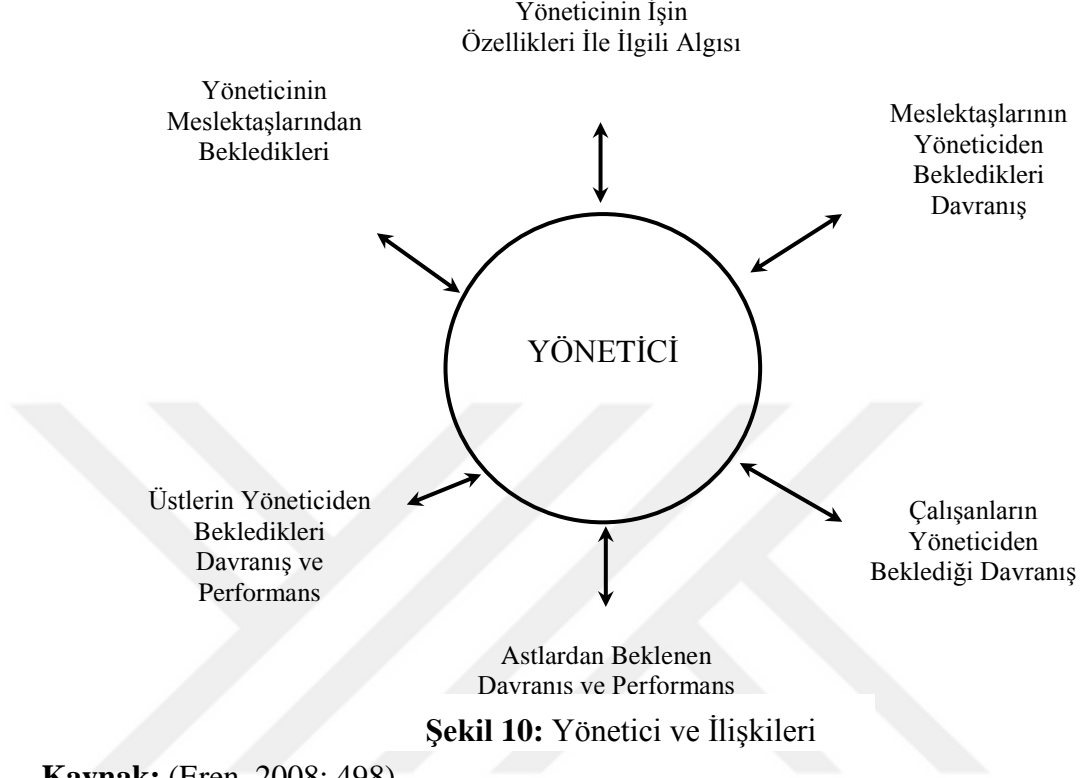 Yöneticinin İşin
Özellikleri İle İlgili Algısı
Yöneticinin
Meslektaşlarından
Bekledikleri
Meslektaşlarının
Yöneticiden
Bekledikleri
Davranış
YÖNETİCİ
Üstlerin Yöneticiden
Bekledikleri
Davranış ve
Performans
Çalışanların
Yöneticiden
Beklediği Davranış
Astlardan Beklenen
Davranış ve Performans
Şekil 10: Yönetici ve İlişkileri
Kaynak: (Eren, 2008: 498)